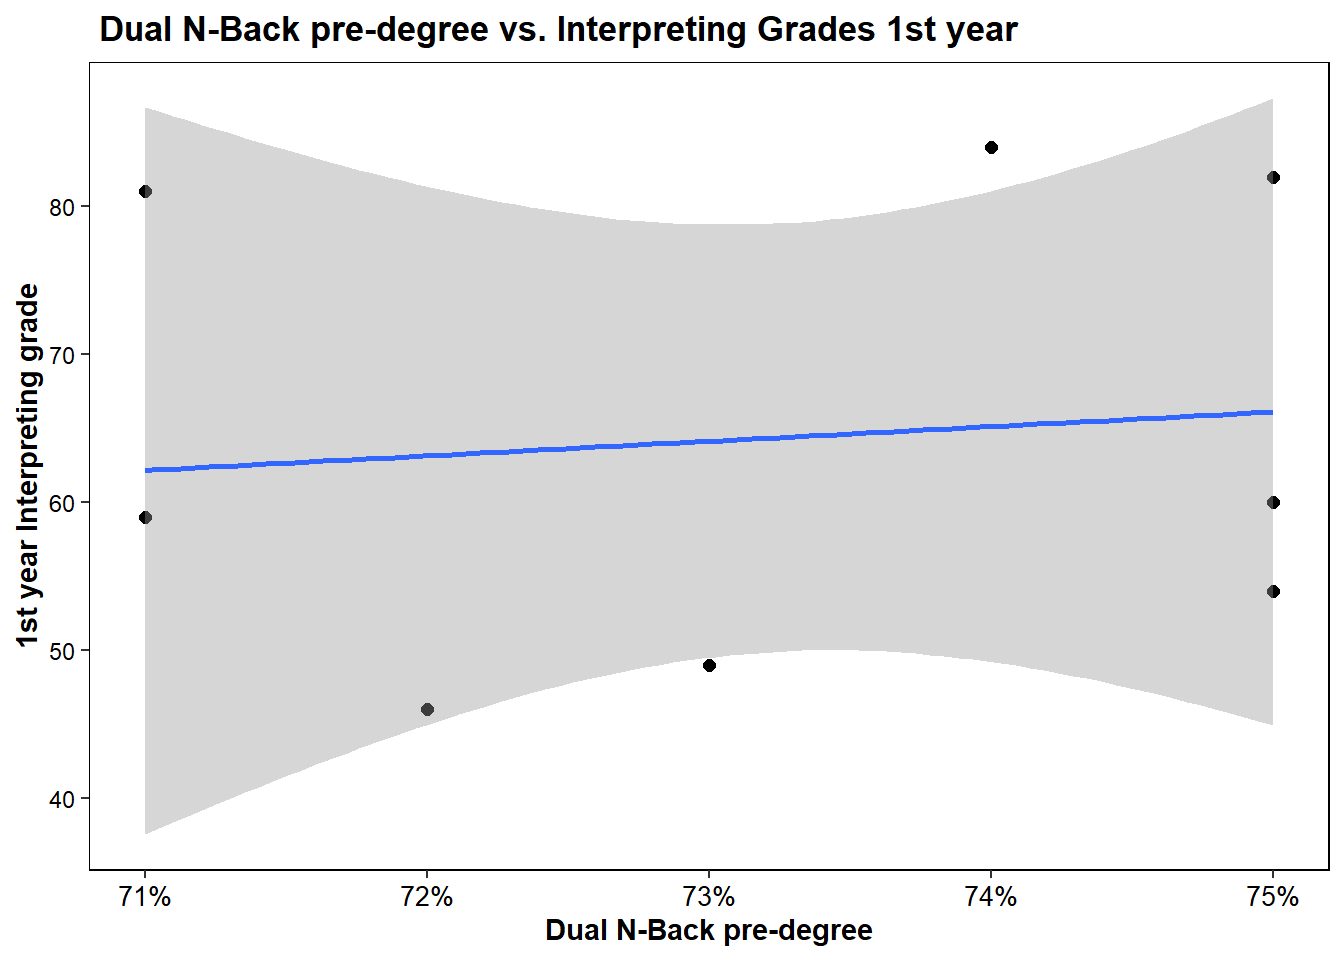 Dual N-Back pre-degree vs. Interpreting Grades 1st year
1st year Interpreting grade
80
70
60
50
40
71% 72% 73% 74% 75%
Dual N-Back pre-degree